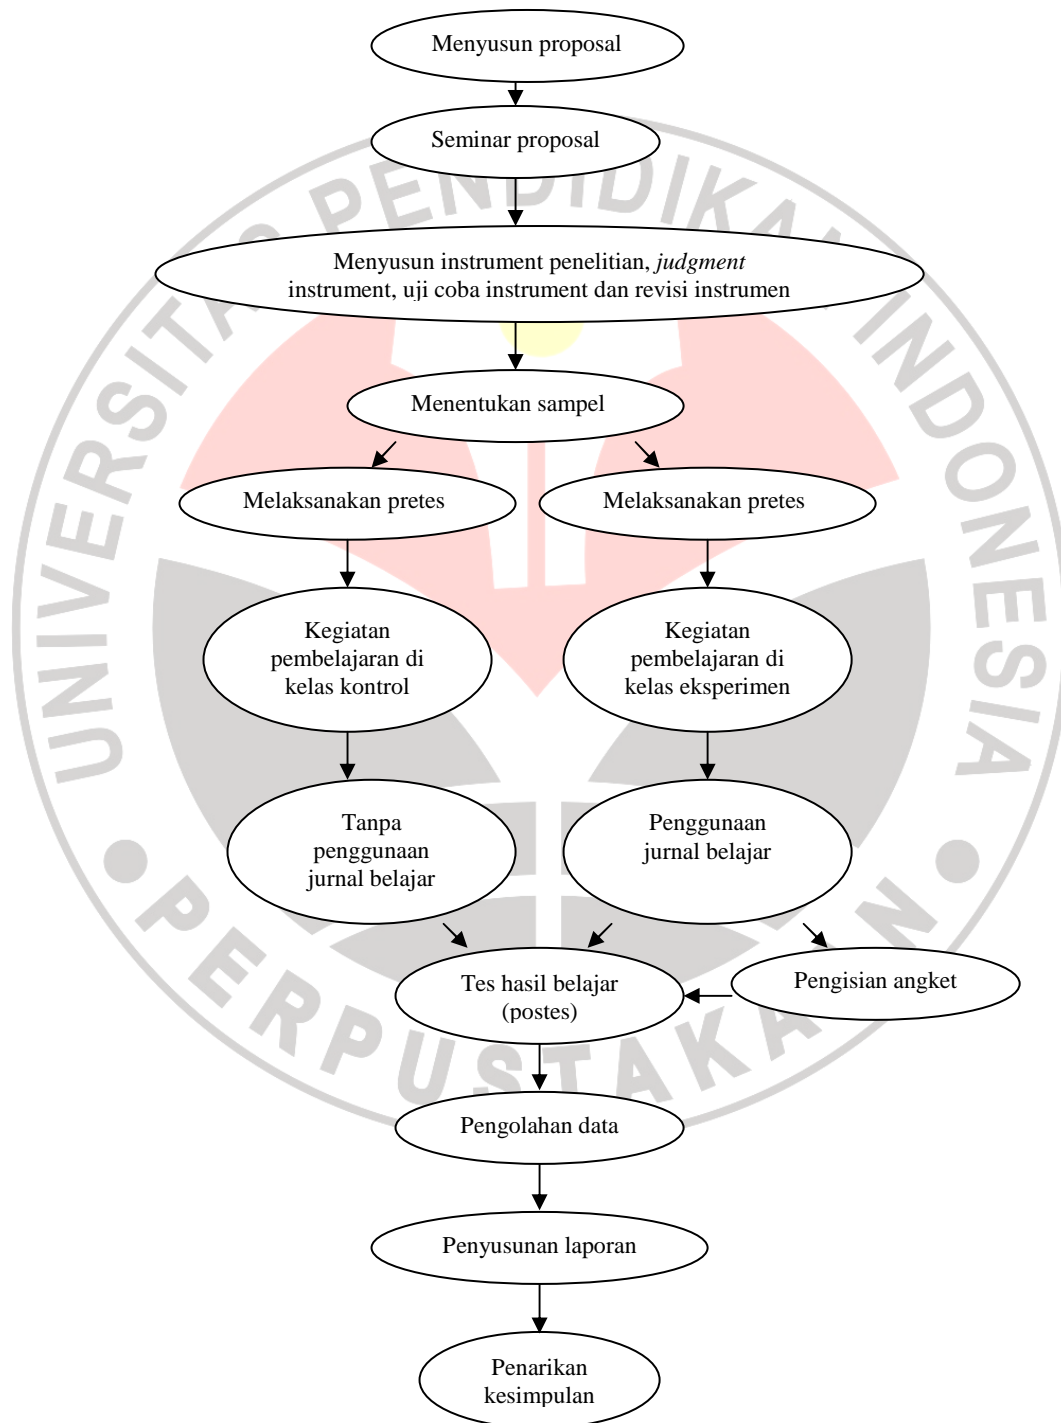 Menyusun proposal
Seminar proposal
Menyusun instrument penelitian, judgment
instrument, uji coba instrument dan revisi instrumen
Menentukan sampel
Melaksanakan pretes
Melaksanakan pretes
Kegiatan
pembelajaran di
kelas kontrol
Kegiatan
pembelajaran di
kelas eksperimen
Tanpa
penggunaan
jurnal belajar
Penggunaan
jurnal belajar
Tes hasil belajar
(postes)
Pengisian angket
Pengolahan data
Penyusunan laporan
Penarikan
kesimpulan
UNIVERSITAS PENDIDIKAN INDONESIA
PERPUSTAKAAN